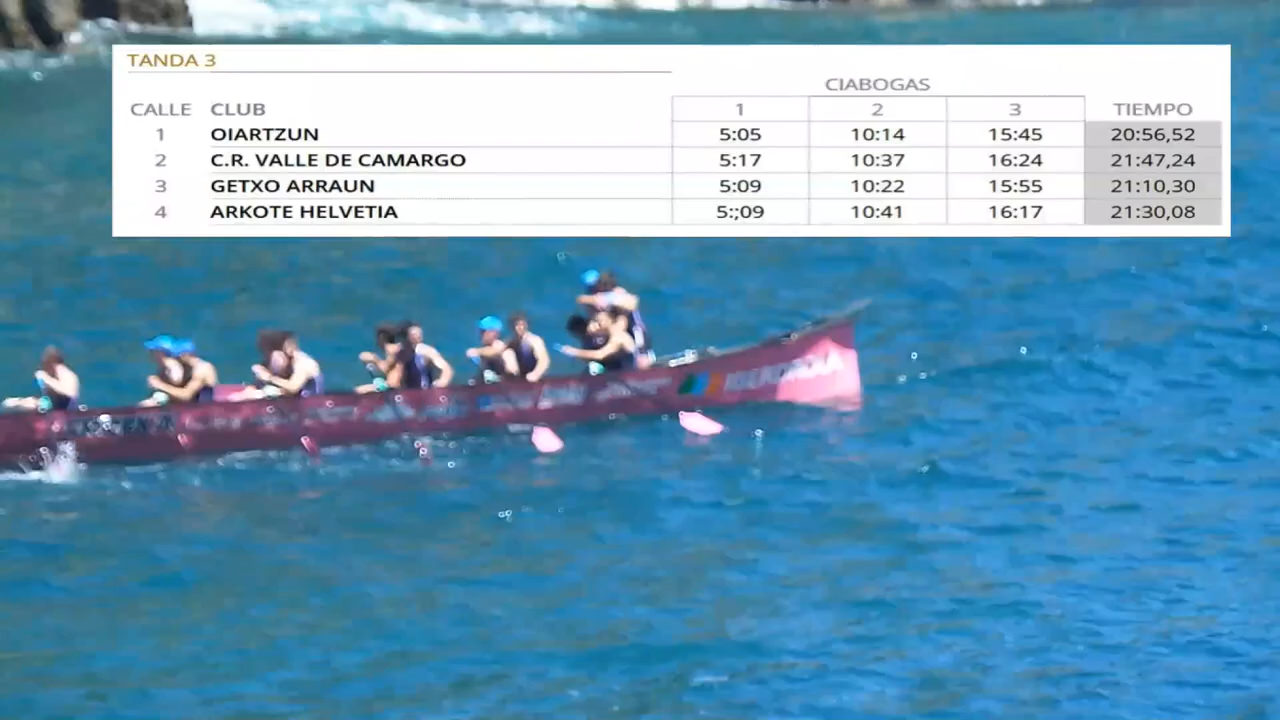 TANDA 3
CIABOGAS
CALLE CLUB 1 2 3 TIEMPO
1 OIARTZUN 5:05 10:14 15:45 20:56,52
2 C.R. VALLE DE CAMARGO 5:17 10:37 16:24 21:47,24
3 GETXO ARRAUN 5:09 10:22 15:55 21:10,30
4 ARKOTE HELVETIA 5:;09 10:41 16:17 21:30,08